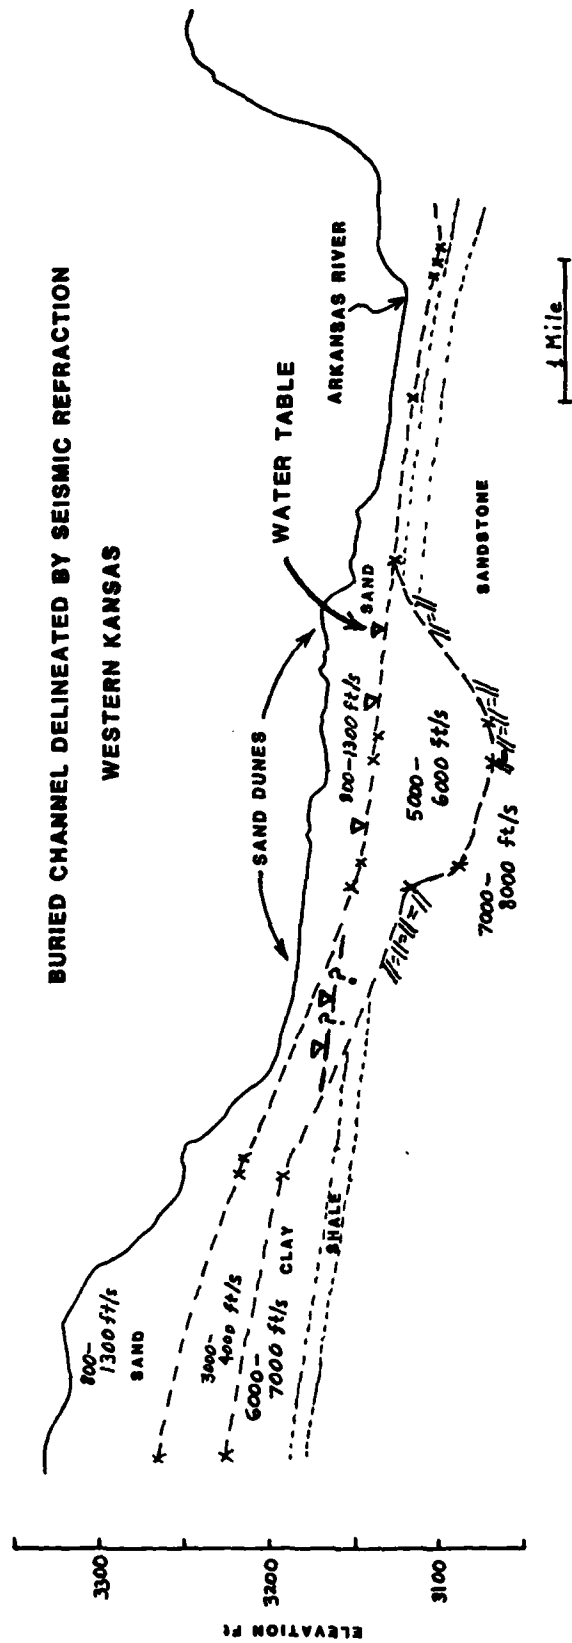 BURIED CHANNEL DELINEATED BY SEISMIC REFRACTION
WESTERN KANSAS
SAND DUNES
WATER TABLE
ARKANSAS RIVER
800-
1300 ft/s
SAND
3000-
4000 ft/s
6000-
7000 ft/s
CLAY
SHALE
?
?
800-1300 ft/s
SAND
5000-
6000 ft/s
7000-
8000 ft/s
SANDSTONE
1 Mile
ELEVATION Ft
3300
3200
3100